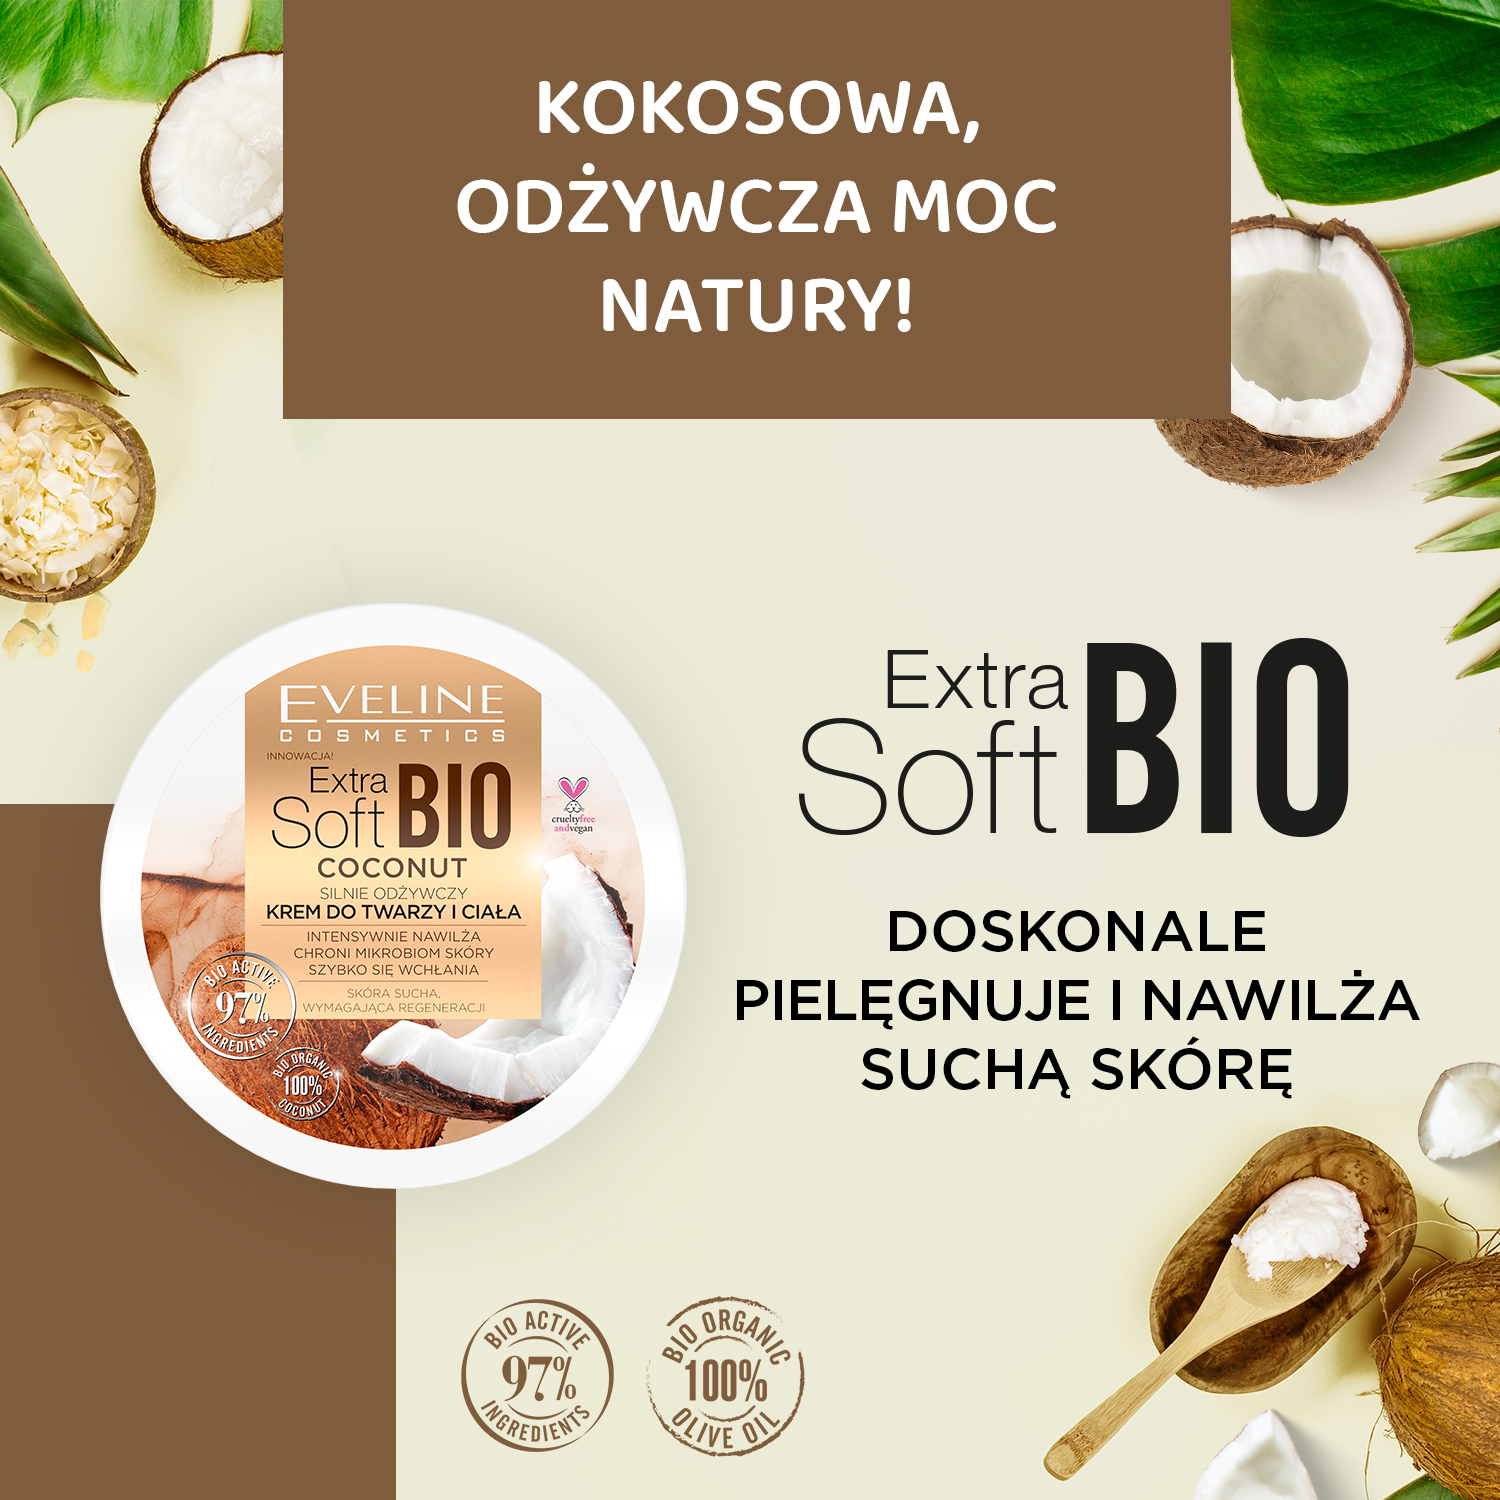 KOKOSOWA,
ODŻYWCZA MOC
NATURY!
EVELINE
COSMETICS
INNOWACJA!
Extra
Soft BIO
COCONUT
SILNIE ODŻYWCZY
KREM DO TWARZY I CIAŁA
INTENSYWNIE NAWILŻA
CHRONI MIKROBIOM SKÓRY
SZYBKO SIĘ WCHŁANIA
SKÓRA SUCHA,
WYMAGAJĄCA REGENERACJI
crueltyfree
andvegan
BIO ACTIVE
97%
INGREDIENTS
BIO ORGANIC
100%
COCONUT
Extra
Soft BIO
DOSKONALE
PIELĘGNUJE I NAWILŻA
SUCHĄ SKÓRĘ
BIO ACTIVE
97%
INGREDIENTS
BIO ORGANIC
100%
OLIVE OIL